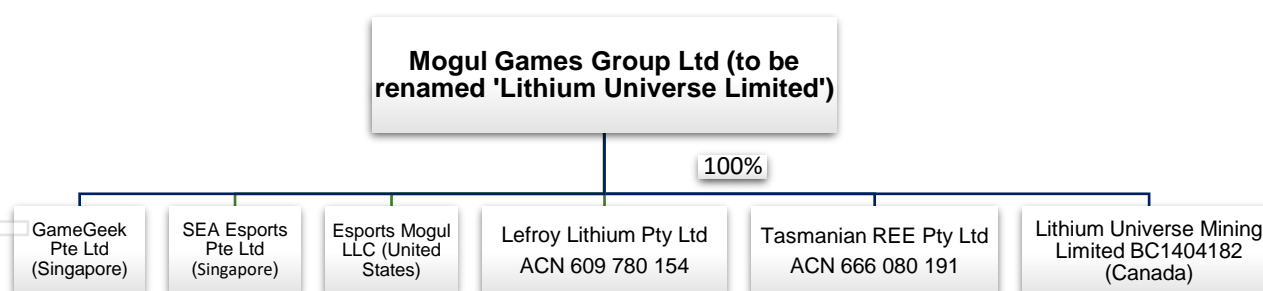 Mogul Games Group Ltd (to be
renamed 'Lithium Universe Limited')
100%
GameGeek
Pte Ltd
(Singapore)
SEA Esports
Pte Ltd
(Singapore)
Esports Mogul
LLC (United
States)
Lefroy Lithium Pty Ltd
ACN 609 780 154
Tasmanian REE Pty Ltd
ACN 666 080 191
Lithium Universe Mining
Limited BC1404182
(Canada)